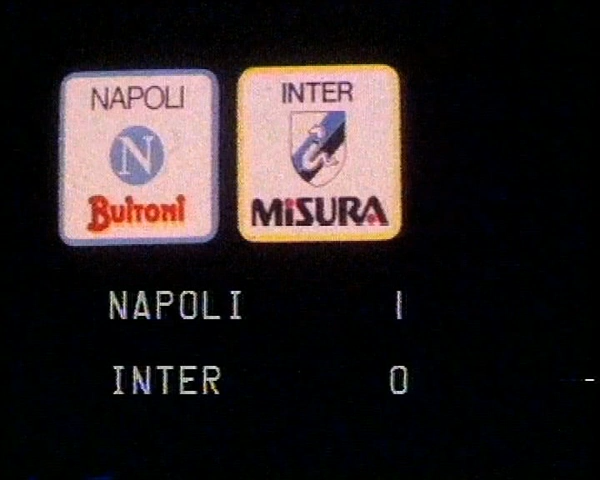 NAPOLI
N
Buitoni
INTER
MiSURA
NAPOLI 1
INTER 0